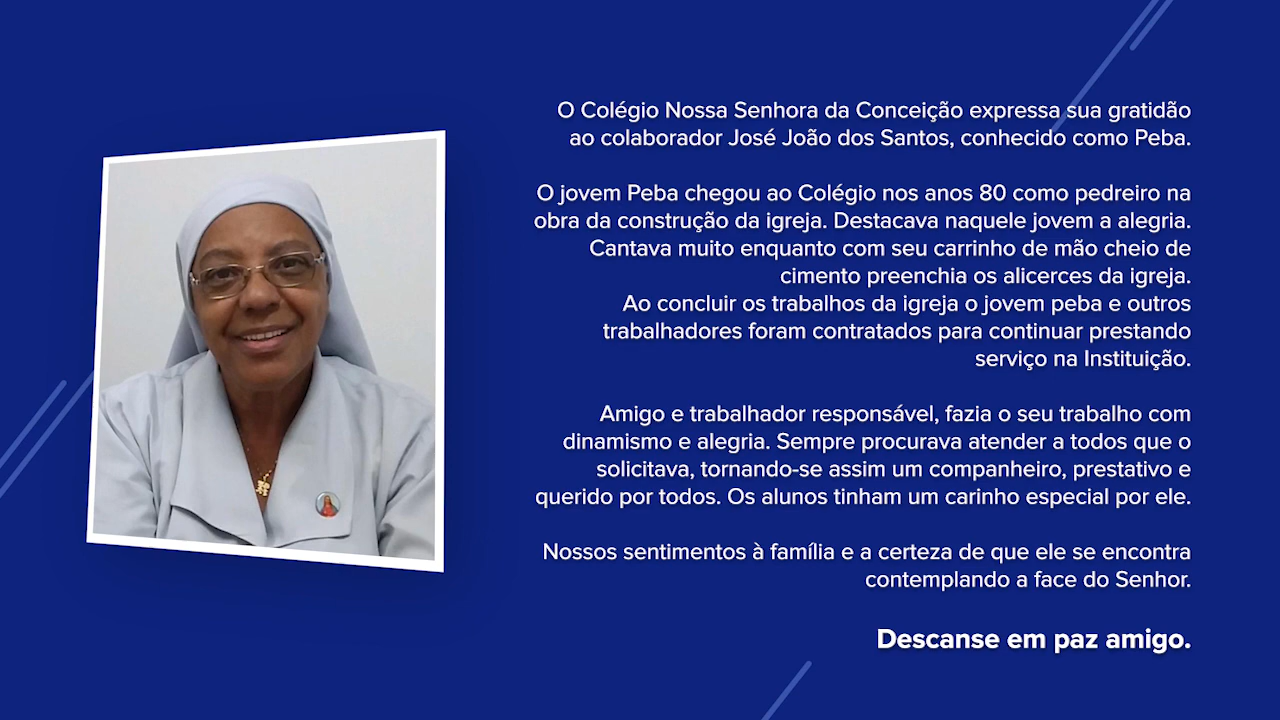 O Colégio Nossa Senhora da Conceição expressa sua gratidão
ao colaborador José João dos Santos, conhecido como Peba.
O jovem Peba chegou ao Colégio nos anos 80 como pedreiro na
obra da construção da igreja. Destacava naquele jovem a alegria.
Cantava muito enquanto com seu carrinho de mão cheio de
cimento preenchia os alicerces da igreja.
Ao concluir os trabalhos da igreja o jovem peba e outros
trabalhadores foram contratados para continuar prestando
serviço na Instituição.
Amigo e trabalhador responsável, fazia o seu trabalho com
dinamismo e alegria. Sempre procurava atender a todos que o
solicitava, tornando-se assim um companheiro, prestativo e
querido por todos. Os alunos tinham um carinho especial por ele.
Nossos sentimentos à família e a certeza de que ele se encontra
contemplando a face do Senhor.
Descanse em paz amigo.